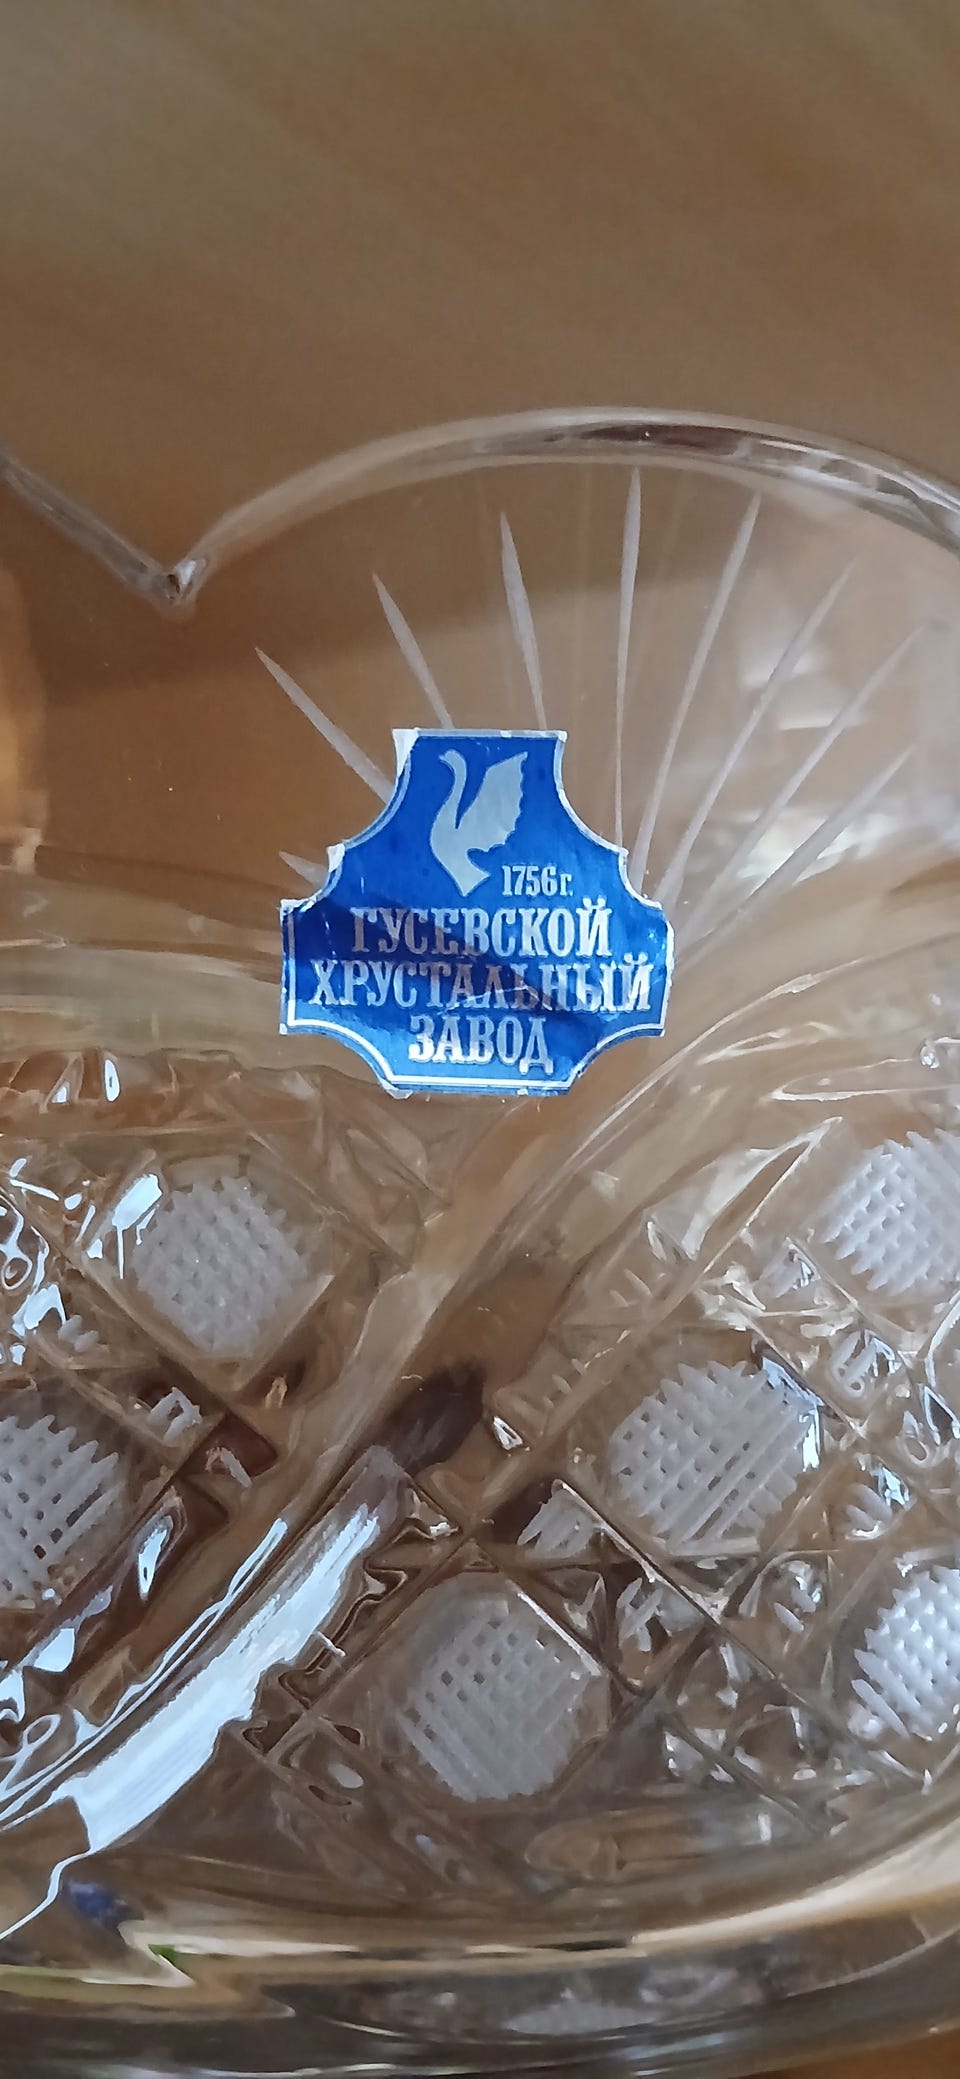 1756г.
ГУСЕВСКОЙ
ХРУСТАЛЬНЫЙ
ЗАВОД